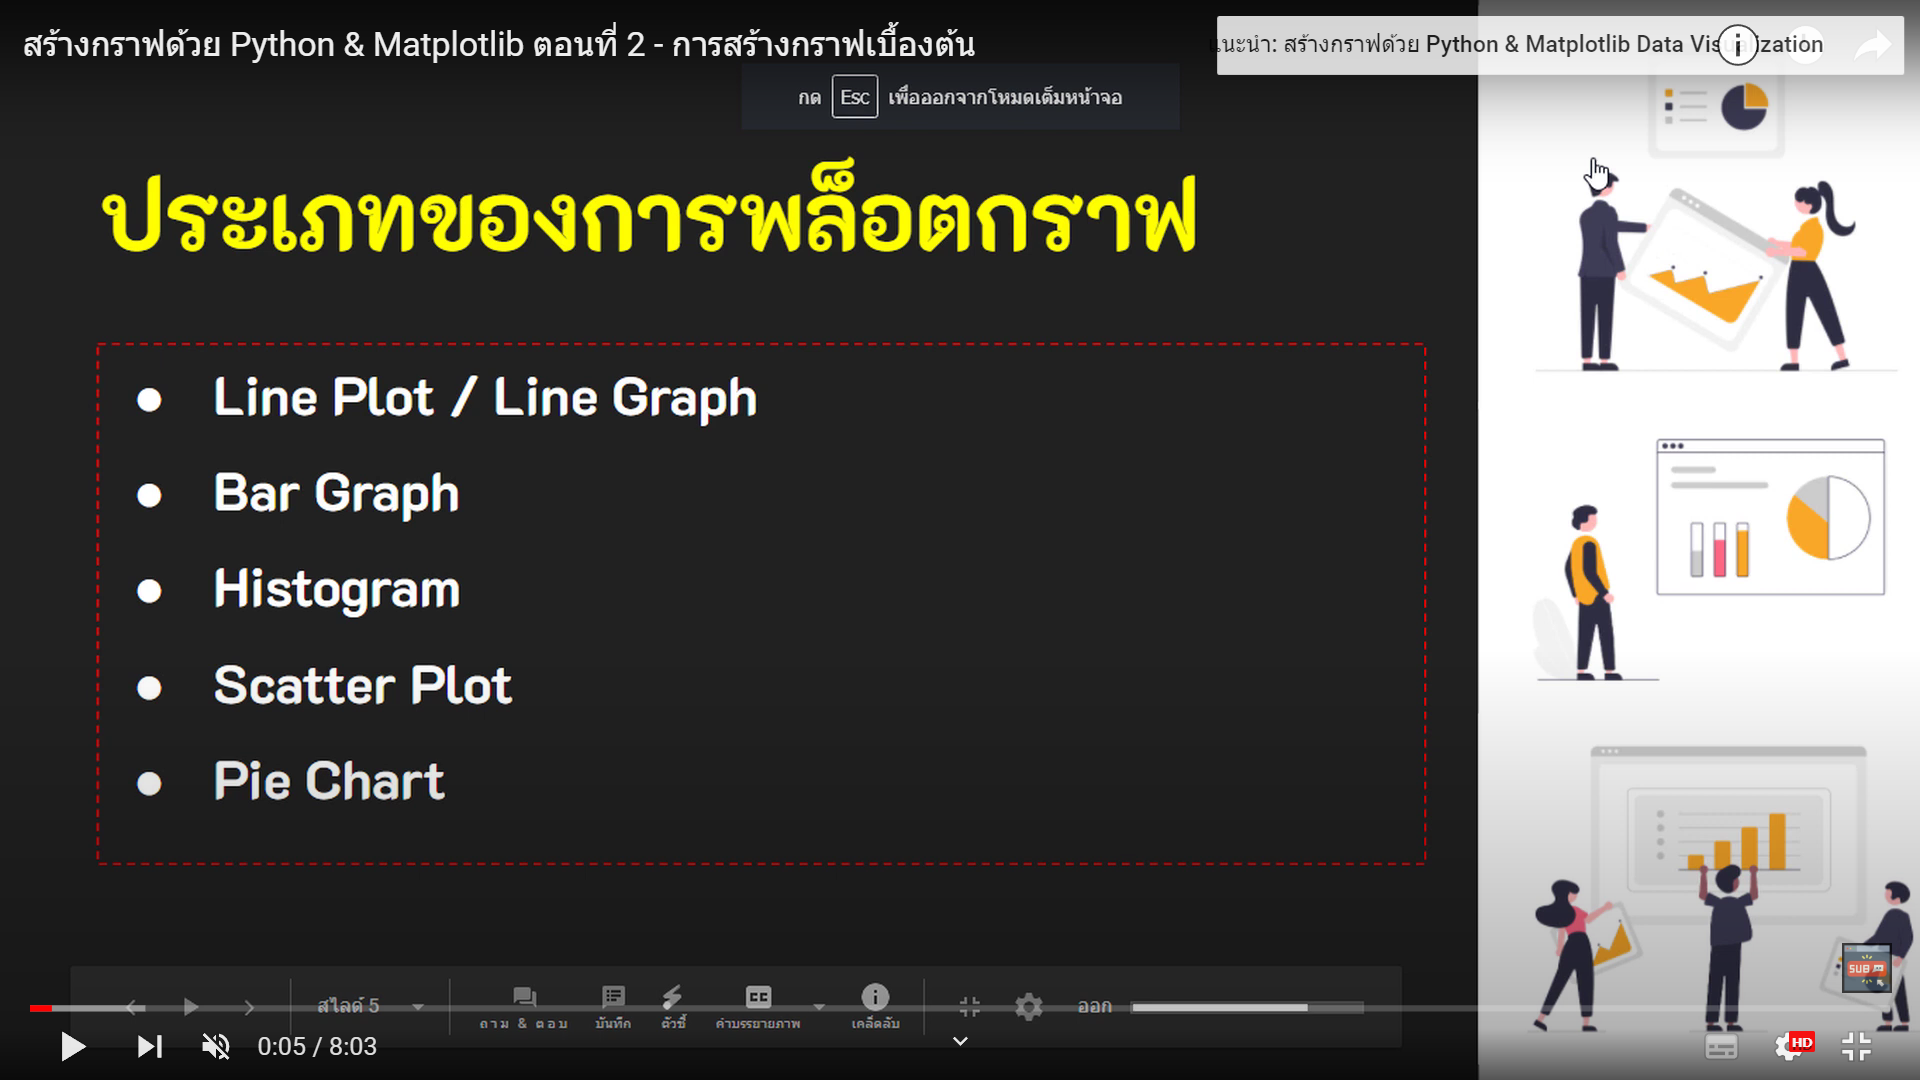 สร้างกราฟด้วย Python & Matplotlib ตอนที่ 2 - การสร้างกราฟเบื้องต้น
แนะนำ: สร้างกราฟด้วย Python & Matplotlib Data Visualization
กด Esc เพื่อออกจากโหมดเต็มหน้าจอ
ประเภทของการพล็อตกราฟ
● Line Plot / Line Graph
● Bar Graph
● Histogram
● Scatter Plot
● Pie Chart
SUB
สไลด์ 5
ถาม & ตอบ
บันทึก
ตัวชี้
CC
คำบรรยายภาพ
เคล็ดลับ
ออก
0:05 / 8:03
HD